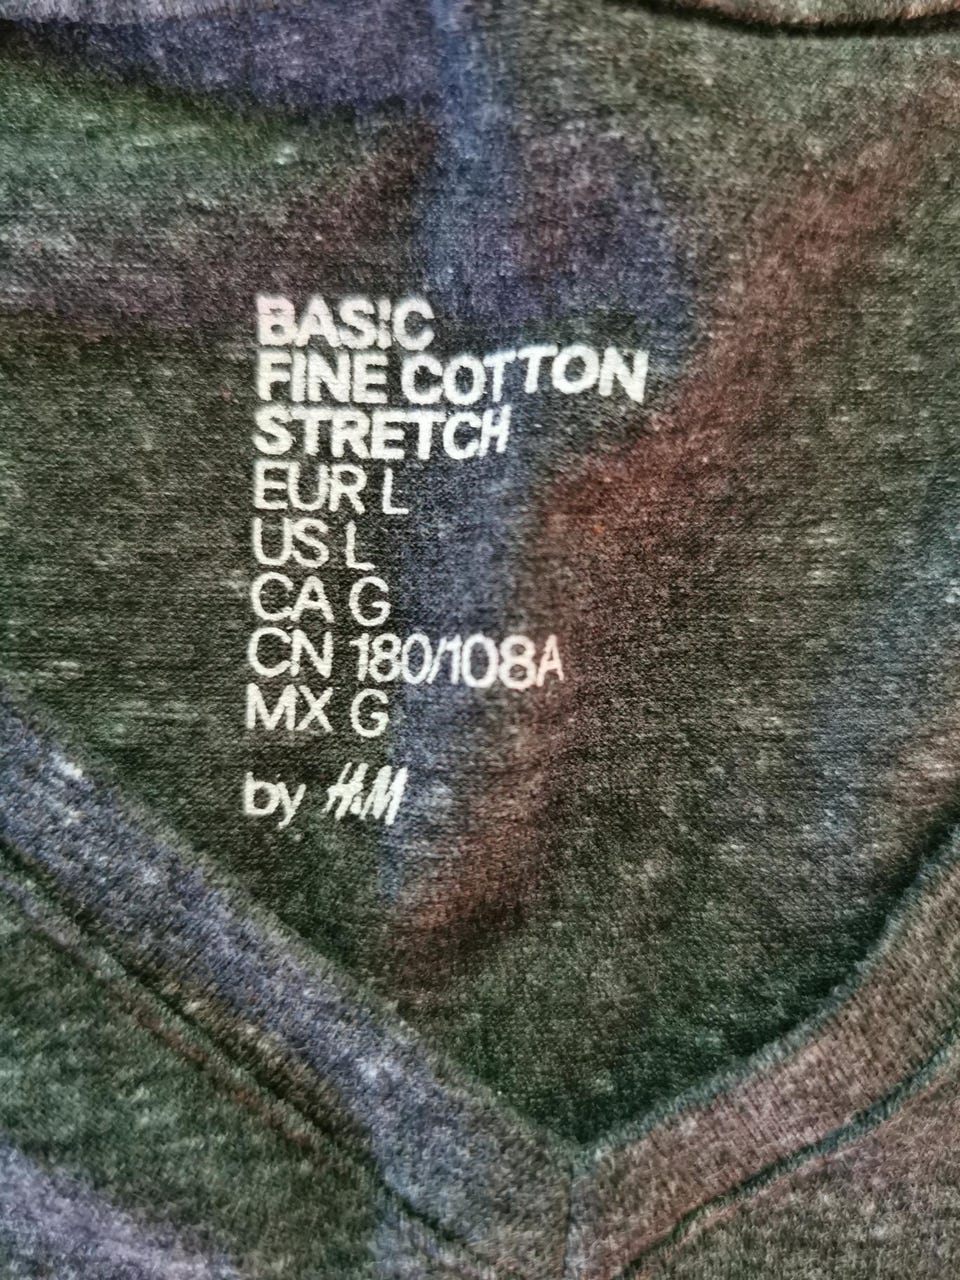 BASIC
FINE COTTON
STRETCH
EUR L
US L
CA G
CN 180/108A
MX G
by H&M